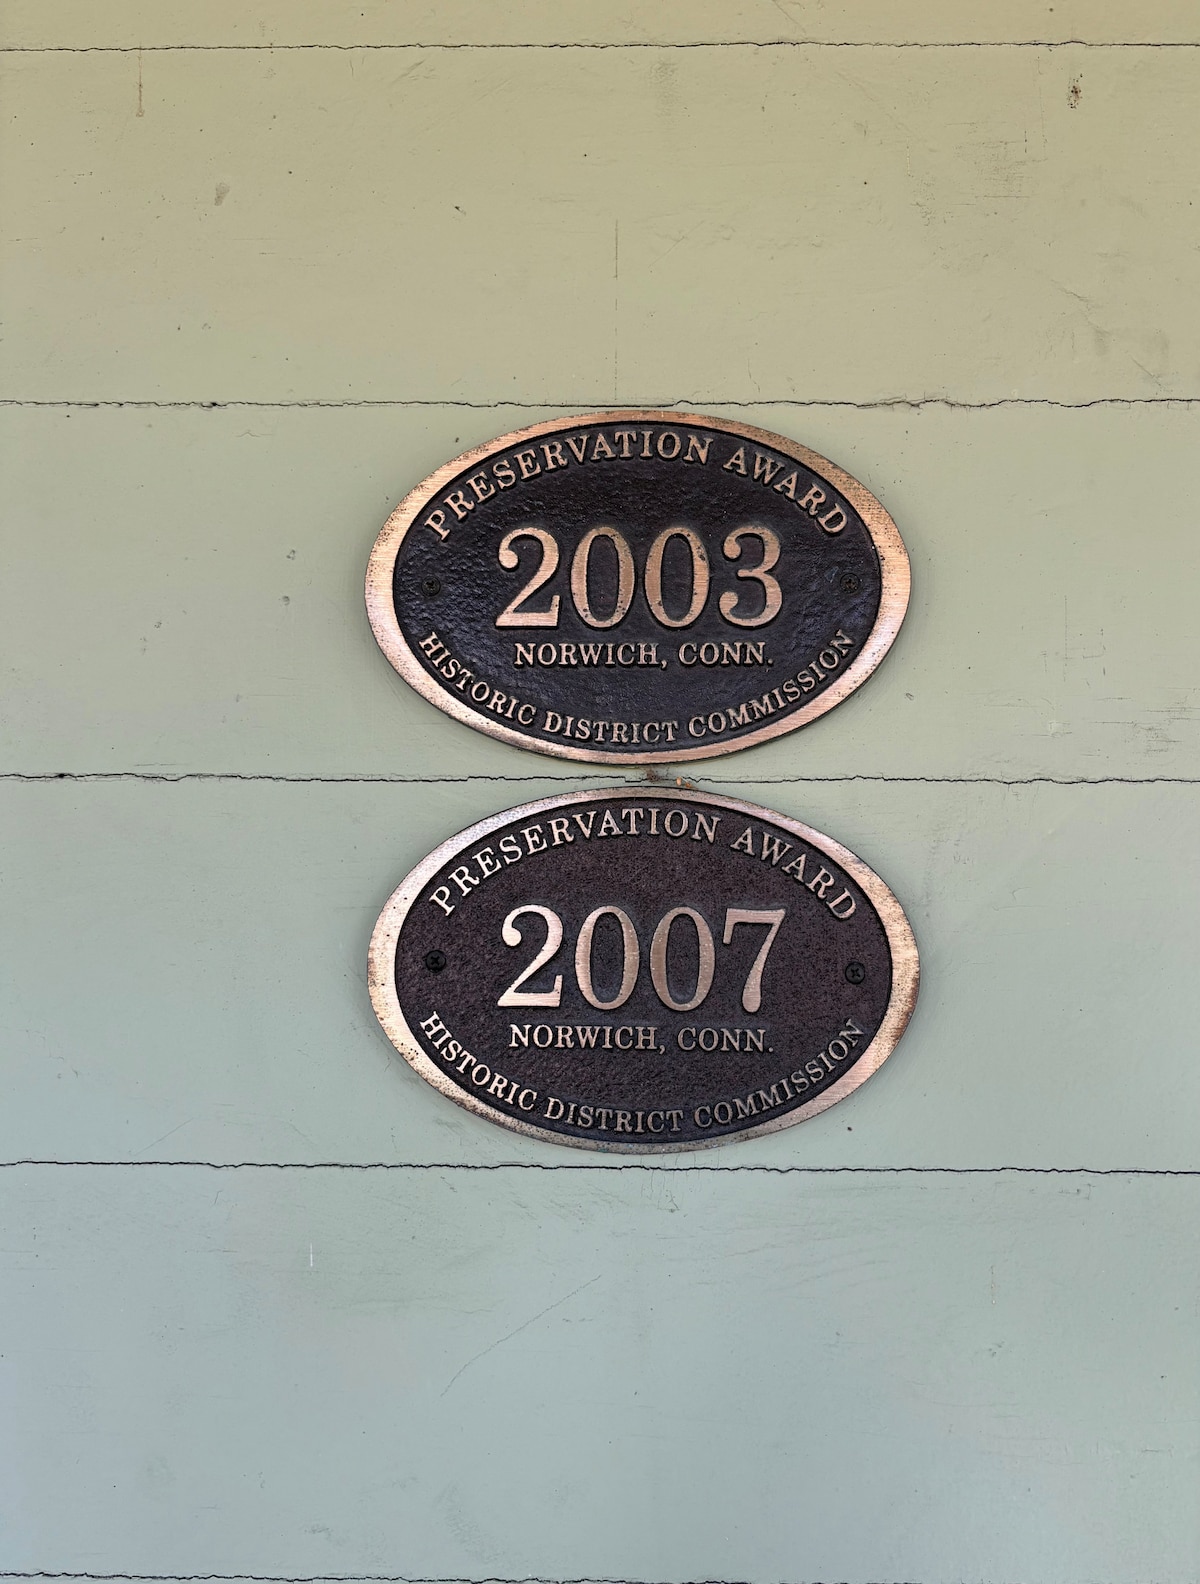 PRESERVATION AWARD
2003
NORWICH, CONN.
HISTORIC DISTRICT COMMISSION
PRESERVATION AWARD
2007
NORWICH, CONN.
HISTORIC DISTRICT COMMISSION